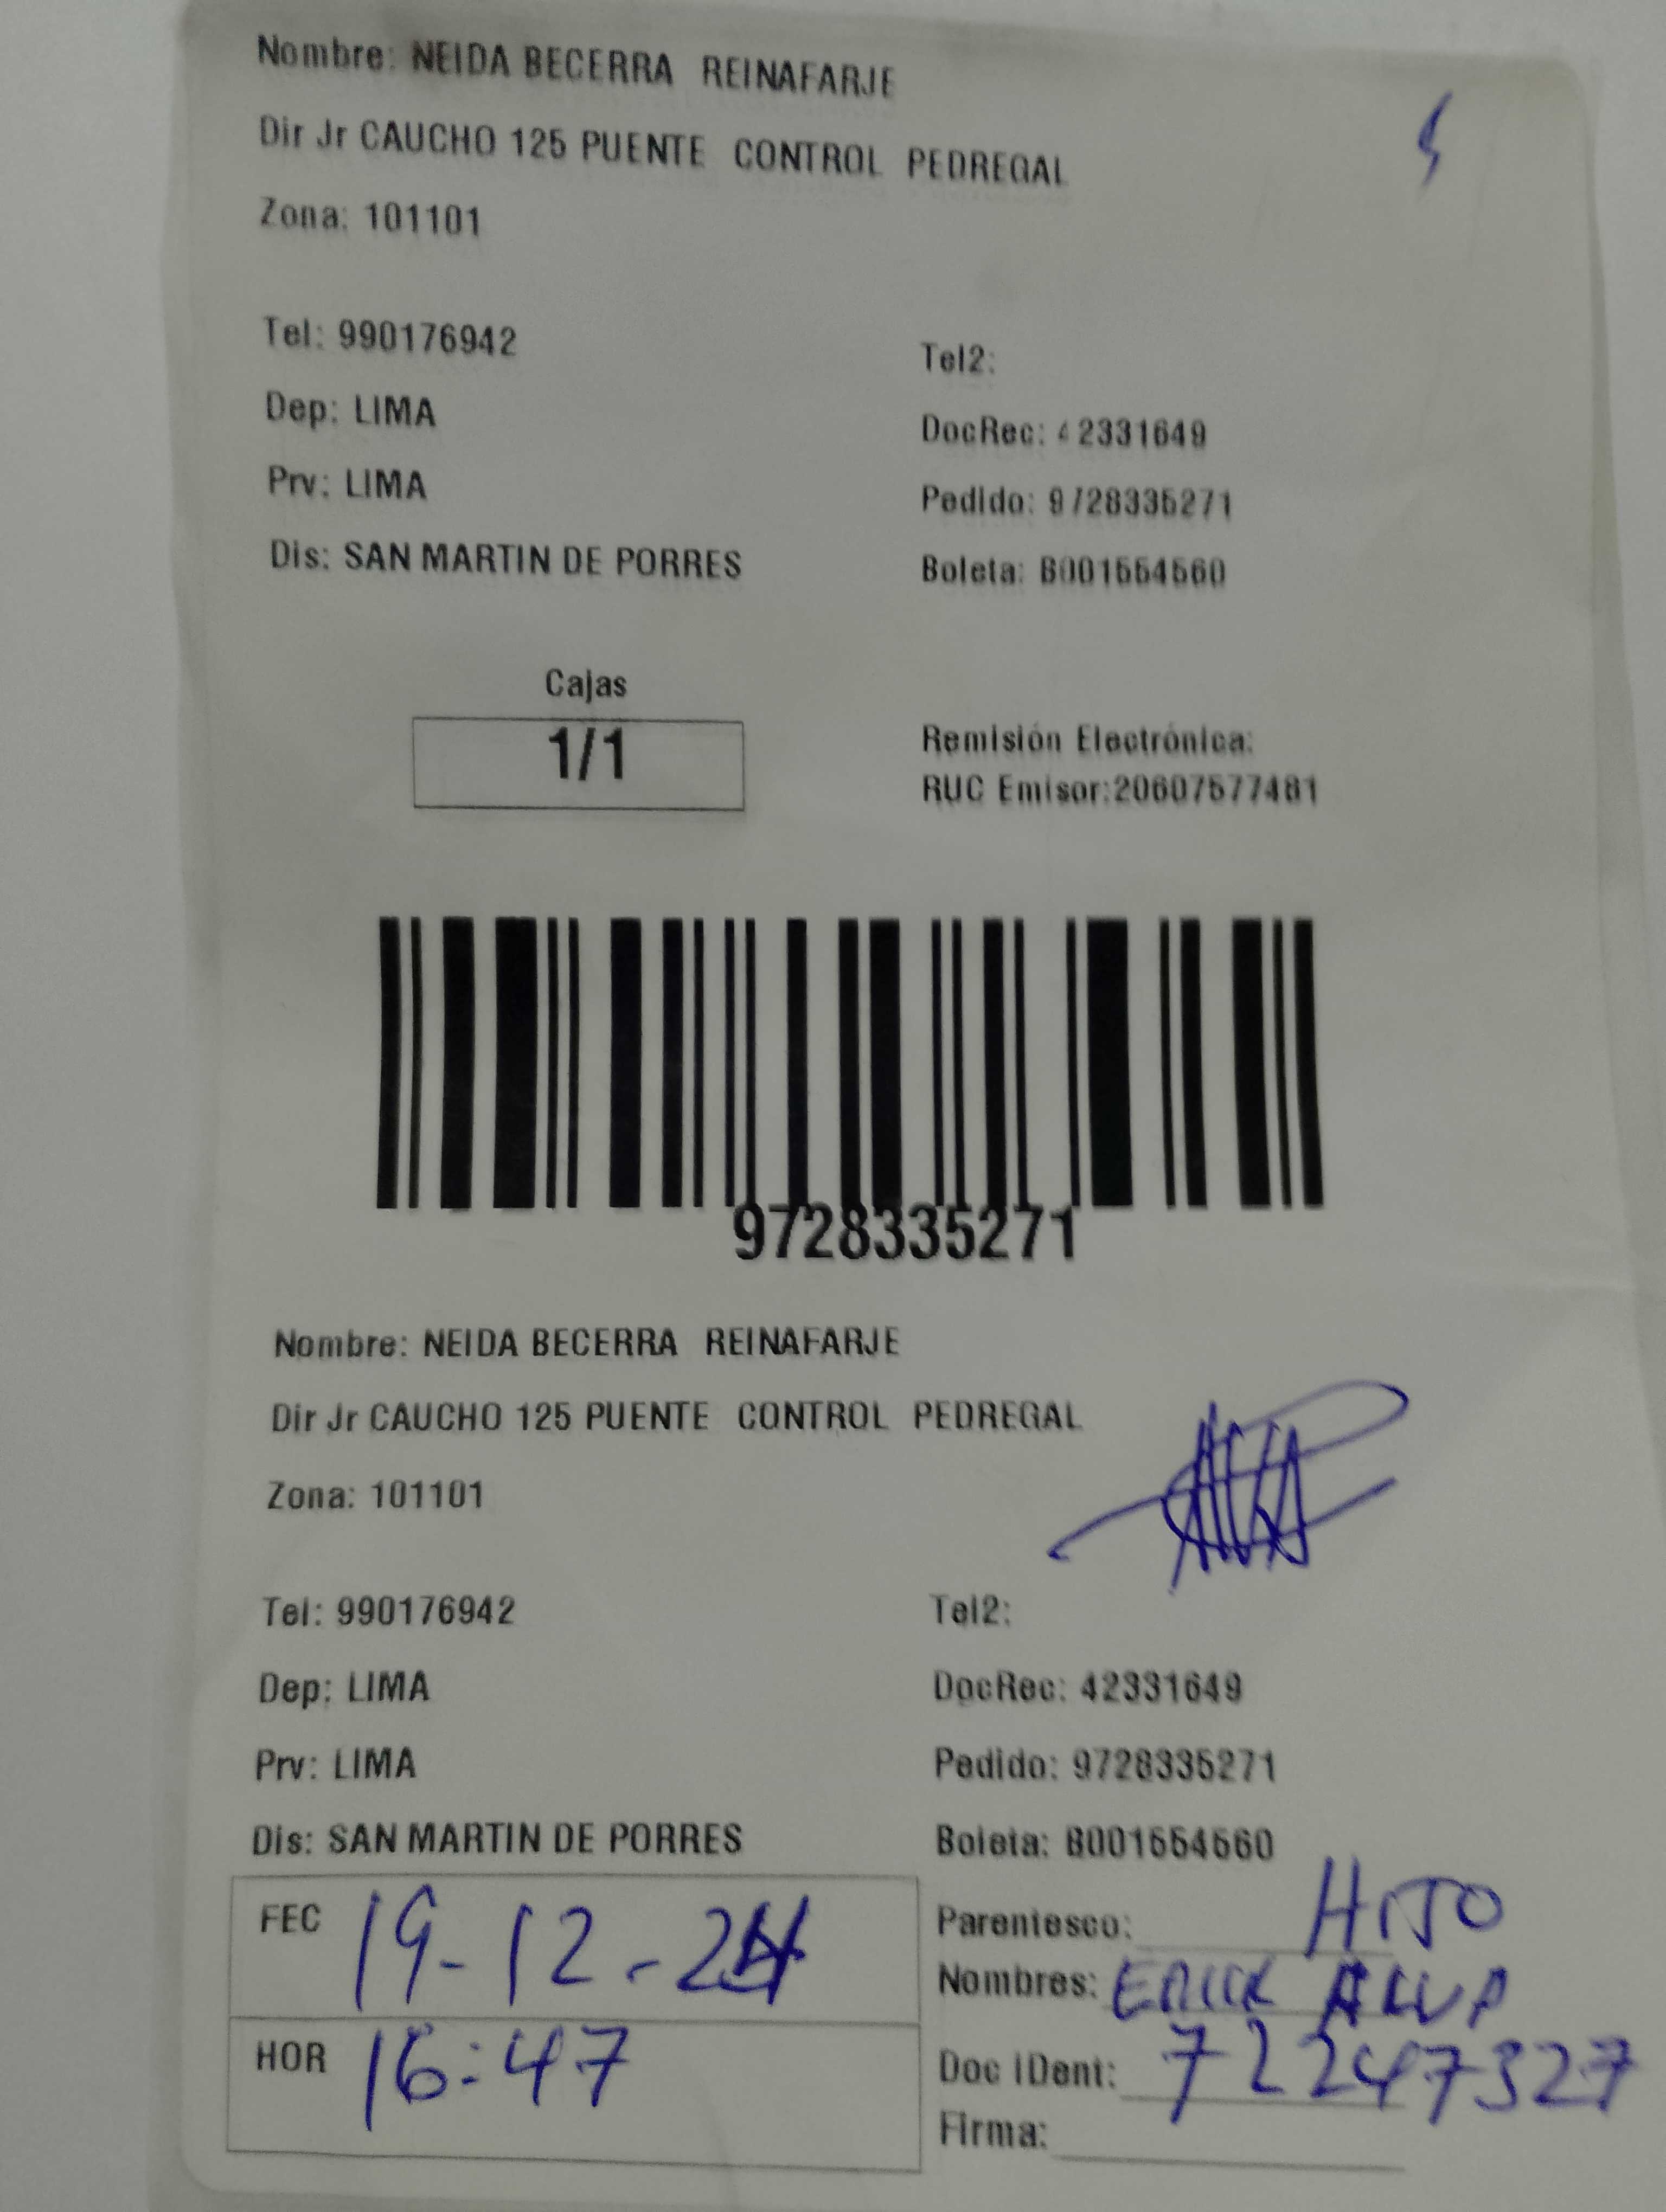 Nombre: NEIDA BECERRA REINAFARJE
Dir Jr CAUCHO 125 PUENTE CONTROL PEDREGAL
Zona: 101101
Tel: 990176942
Tel2:
Dep: LIMA
DocRec: 42331649
Prv: LIMA
Pedido: 9728335271
Dis: SAN MARTIN DE PORRES
Boleta: B001554560
Cajas
1/1
Remisión Electrónica:
RUC Emisor:20607577481
9728335271
Nombre: NEIDA BECERRA REINAFARJE
Dir Jr CAUCHO 125 PUENTE CONTROL PEDREGAL
Zona: 101101
Tel: 990176942
Tel2:
Dep: LIMA
DocRec: 42331649
Prv: LIMA
Pedido: 9728335271
Dis: SAN MARTIN DE PORRES
Boleta: B001554560
FEC 19-12-24
Parentesco: HIJO
Nombres: ERICK ALVA
HOR 16:47
Doc IDent: 72247327
Firma: